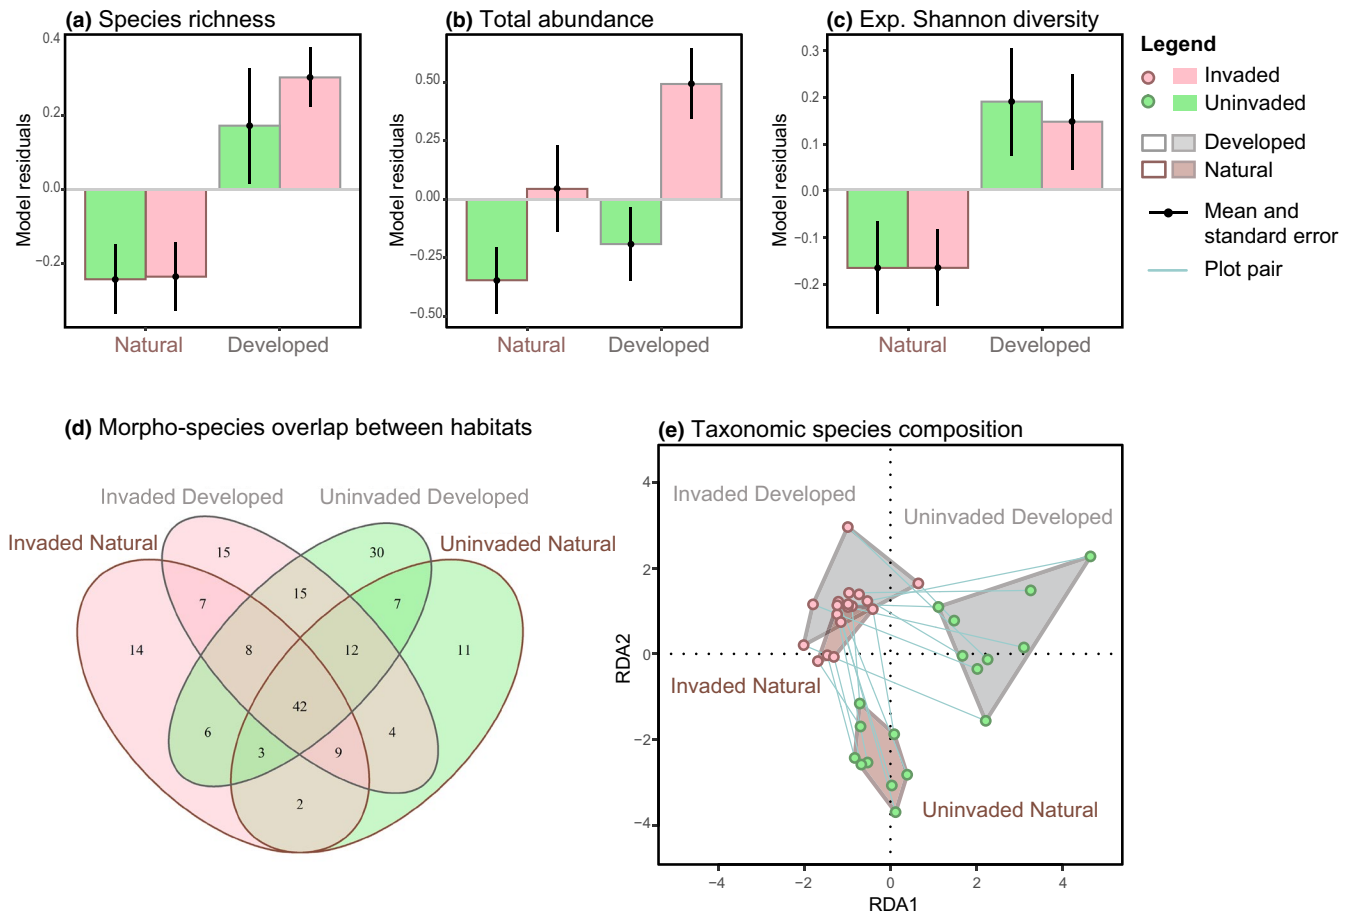 (a) Species richness
Model residuals
0.4
0.2
0.0
−0.2
Natural
Developed
(b) Total abundance
Model residuals
0.50
0.25
0.00
−0.25
−0.50
Natural
Developed
(c) Exp. Shannon diversity
Model residuals
0.3
0.2
0.1
0.0
−0.1
−0.2
Natural
Developed
Legend
Invaded
Uninvaded
Developed
Natural
Mean and
standard error
Plot pair
(d) Morpho-species overlap between habitats
Invaded Developed
Uninvaded Developed
Invaded Natural
Uninvaded Natural
15
30
15
7
7
14
8
12
11
42
6
4
3
9
2
(e) Taxonomic species composition
RDA2
4
2
0
−2
−4
Invaded Developed
Uninvaded Developed
Invaded Natural
Uninvaded Natural
−4
−2
0
2
4
RDA1